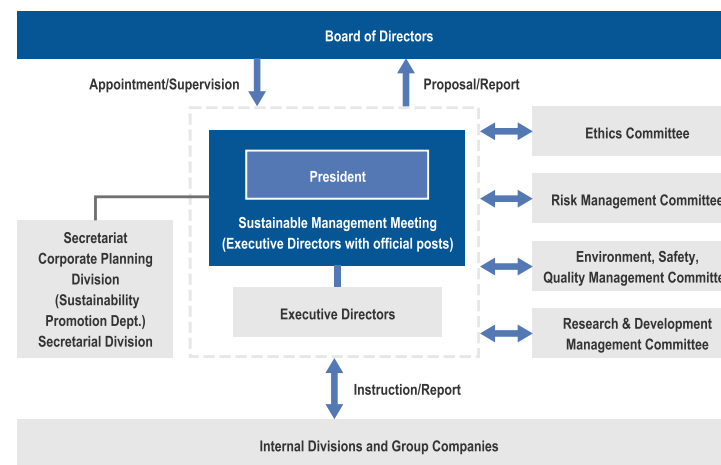 Board of Directors
Appointment/Supervision
Proposal/Report
Ethics Committee
President
Risk Management Committee
Sustainable Management Meeting
(Executive Directors with official posts)
Secretariat
Corporate Planning
Division
(Sustainability
Promotion Dept.)
Secretarial Division
Environment, Safety,
Quality Management Committe
Executive Directors
Research & Development
Management Committee
Instruction/Report
Internal Divisions and Group Companies